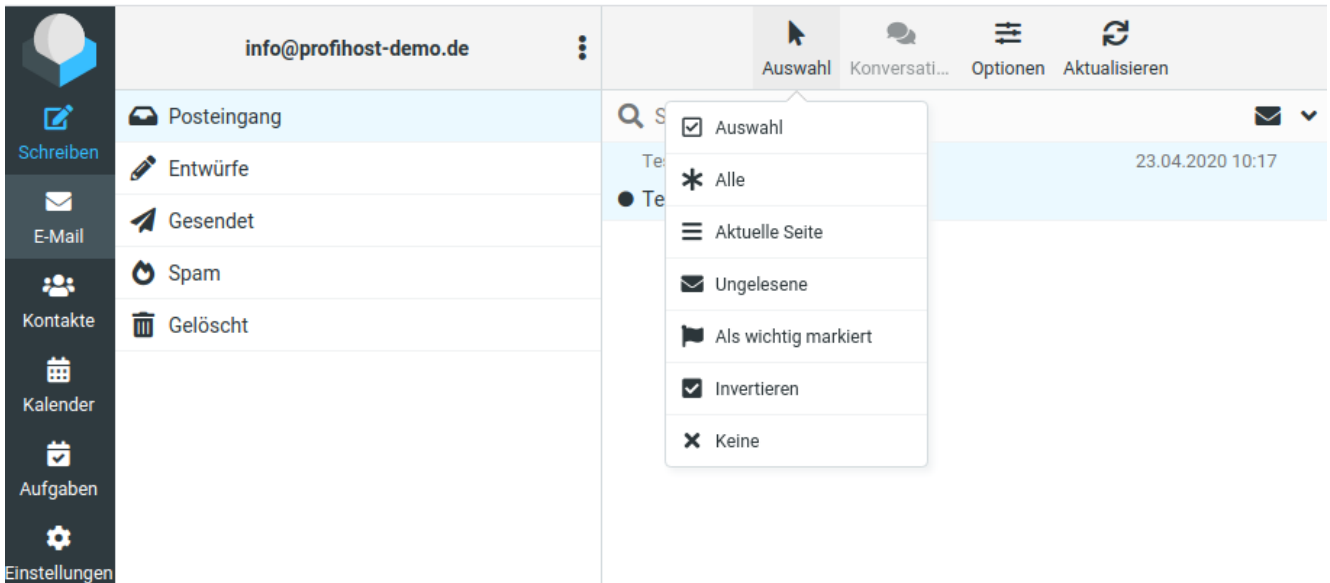 info@profihost-demo.de
Auswahl
Konversati...
Optionen
Aktualisieren
Schreiben
E-Mail
Kontakte
Kalender
Aufgaben
Einstellungen
Posteingang
Entwürfe
Gesendet
Spam
Gelöscht
23.04.2020 10:17
Auswahl
Alle
Aktuelle Seite
Ungelesene
Als wichtig markiert
Invertieren
Keine